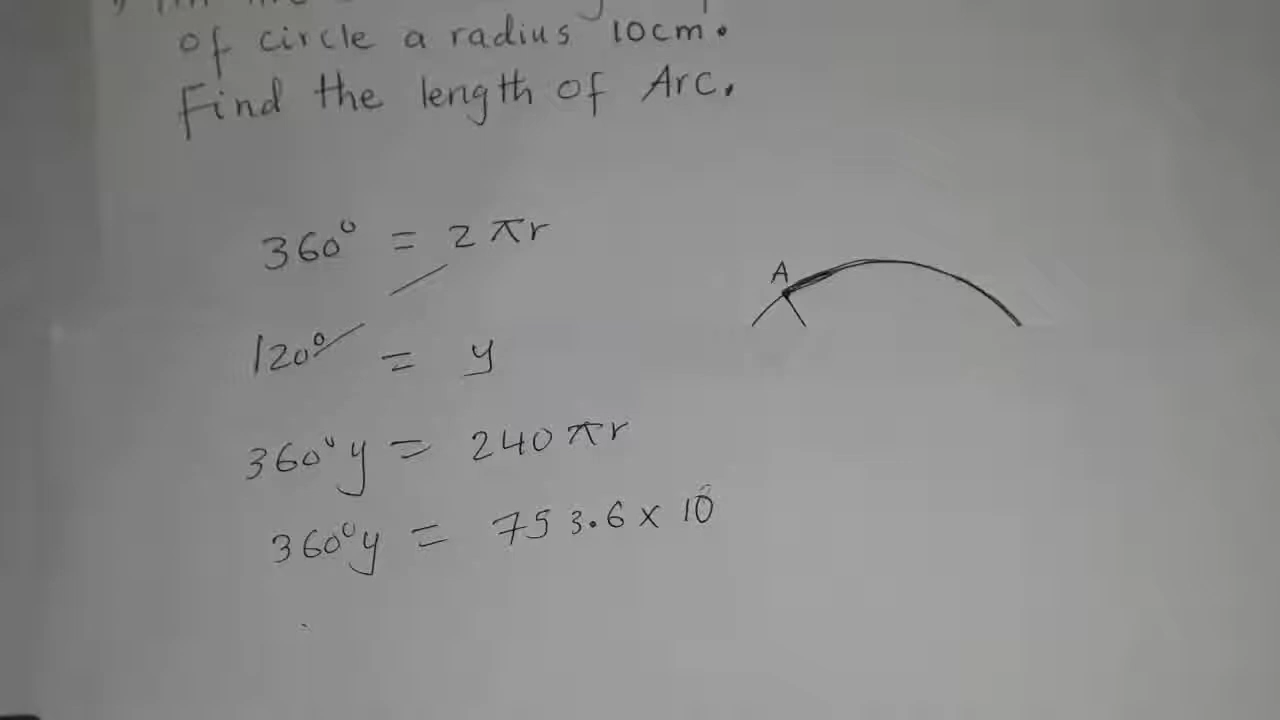 of circle a radius 10cm.
Find the length of Arc.
360° = 2πr
A
120° = y
360°y = 240πr
360°y = 753.6 x 10